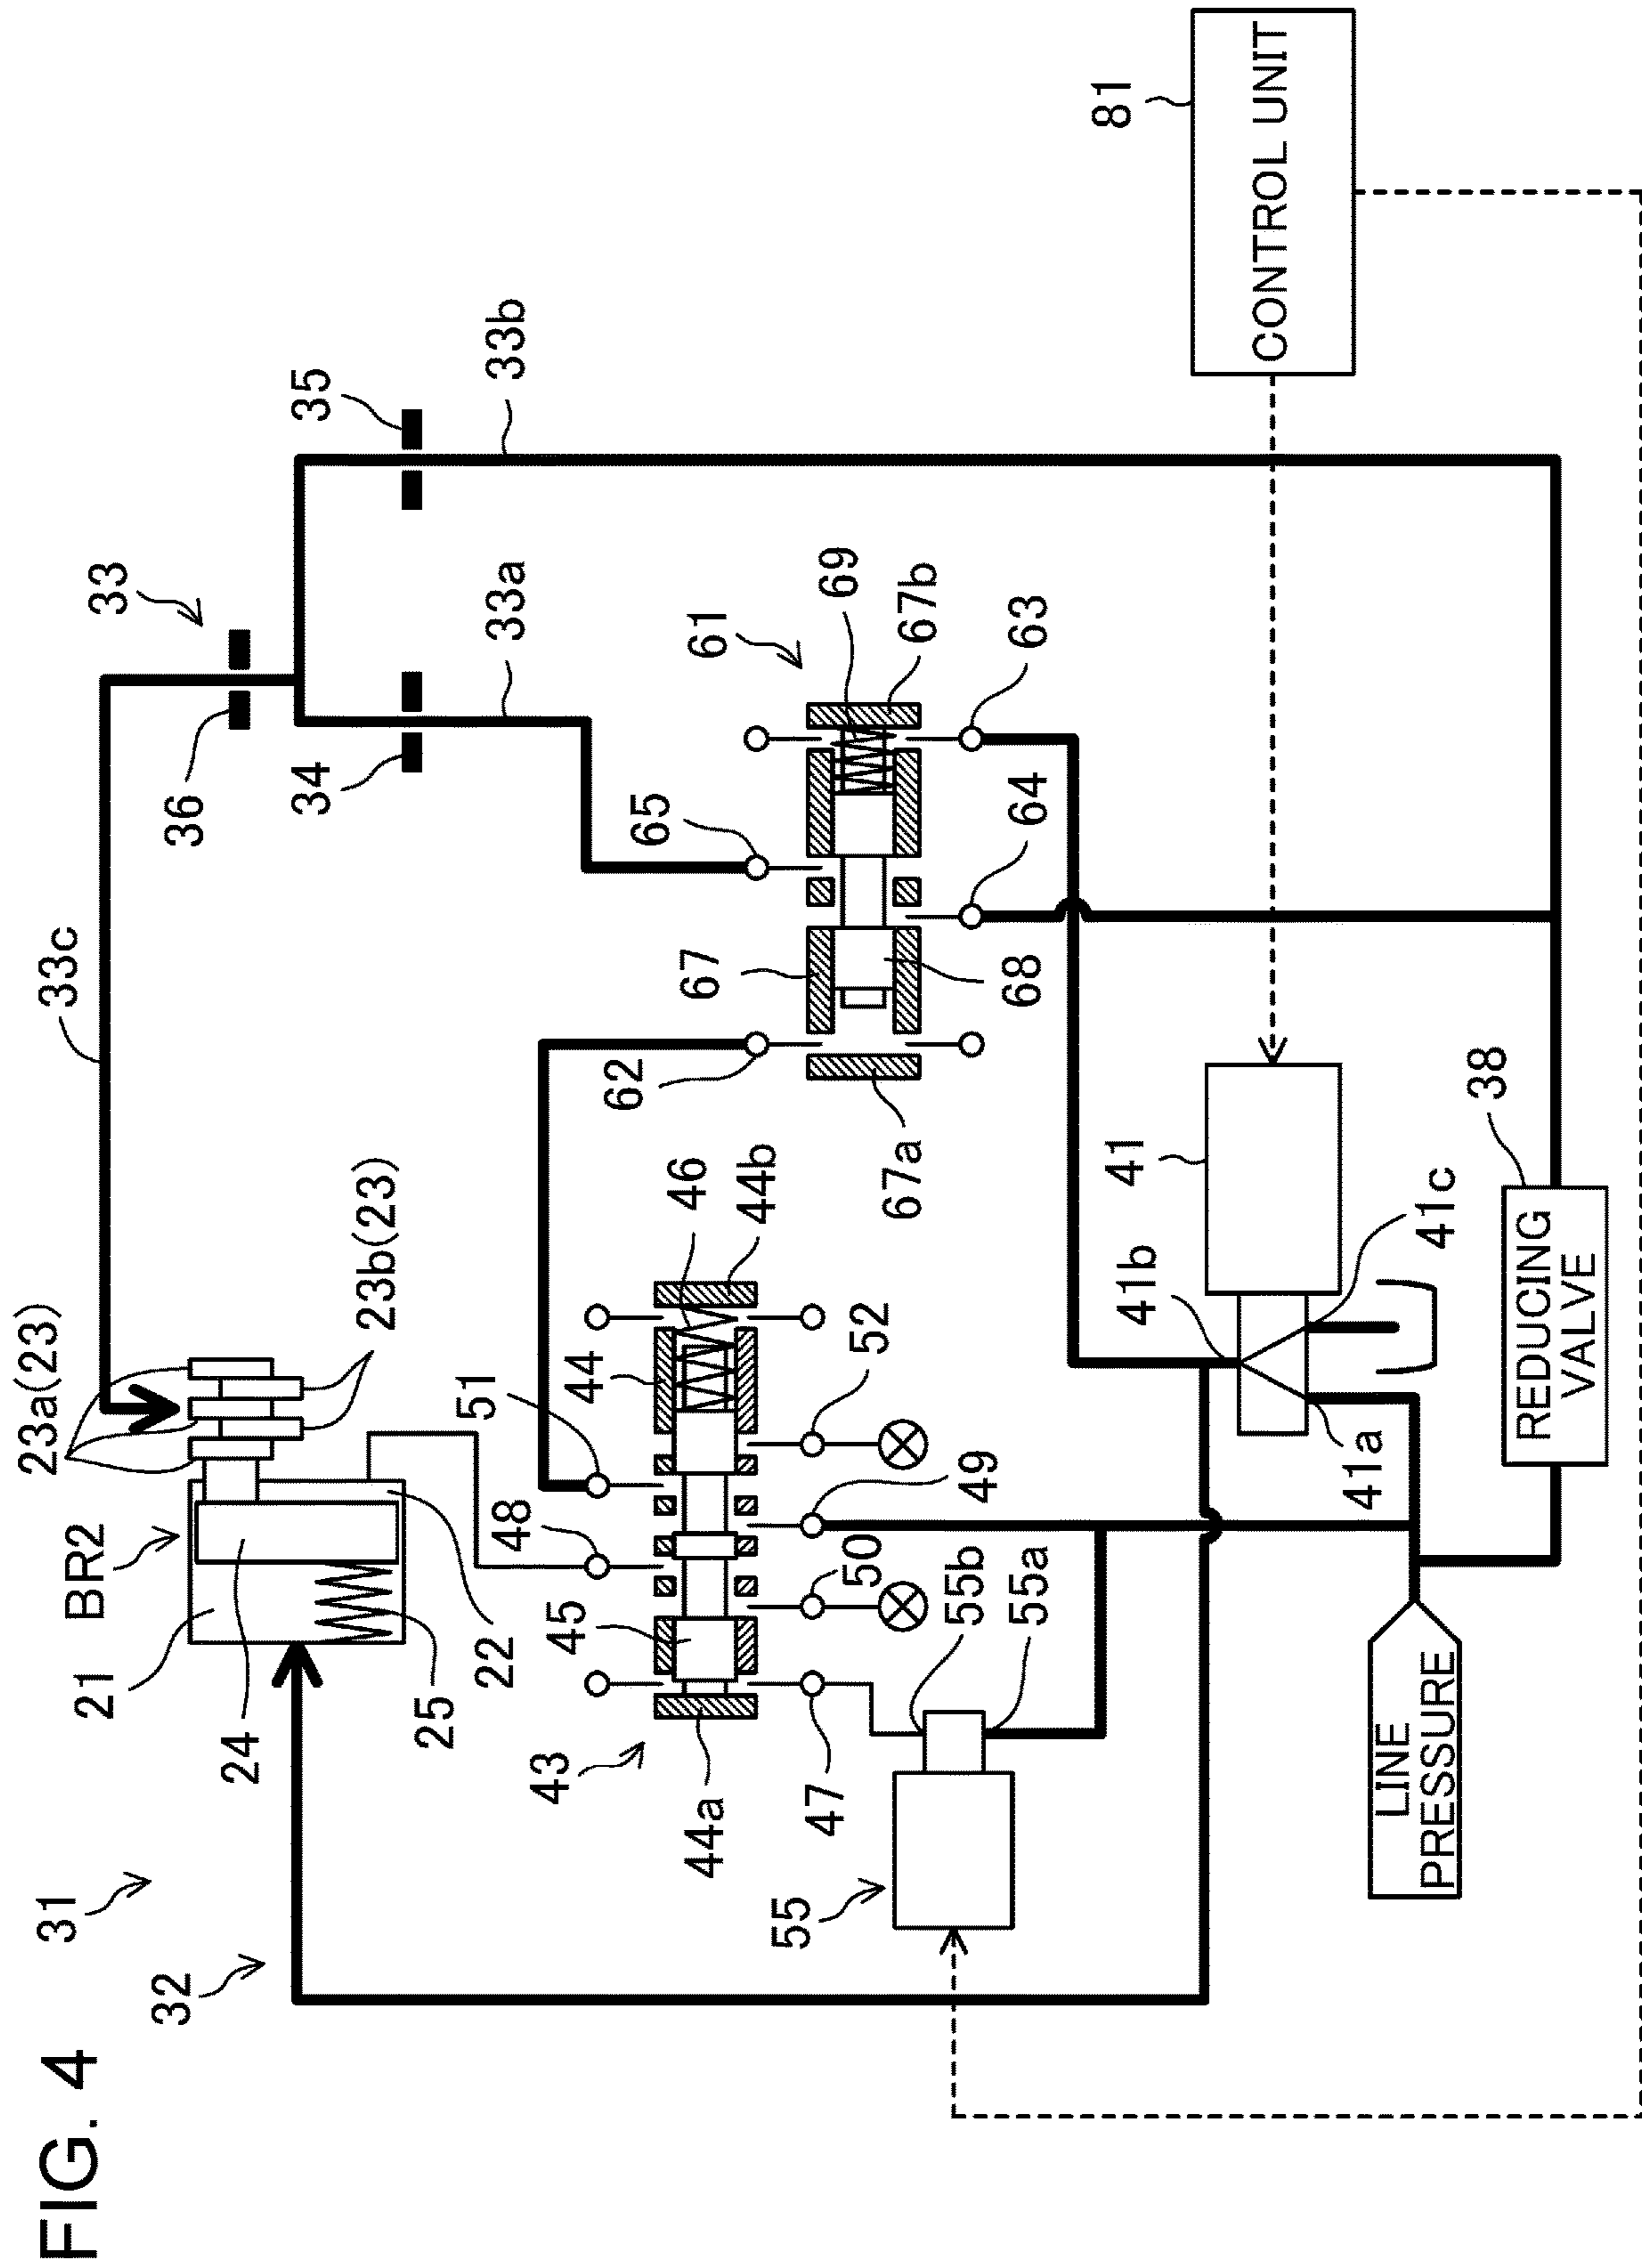 FIG. 4
31
32
33
33c
36
34
35
33a
33b
23a(23)
23b(23)
BR2
21
24
25
22
43
45
48
51
44
46
44b
44a
47
50
49
52
55
55b
55a
61
62
65
67
67a
68
69
67b
64
63
41
41a
41b
41c
38
REDUCING
VALVE
LINE
PRESSURE
81
CONTROL UNIT